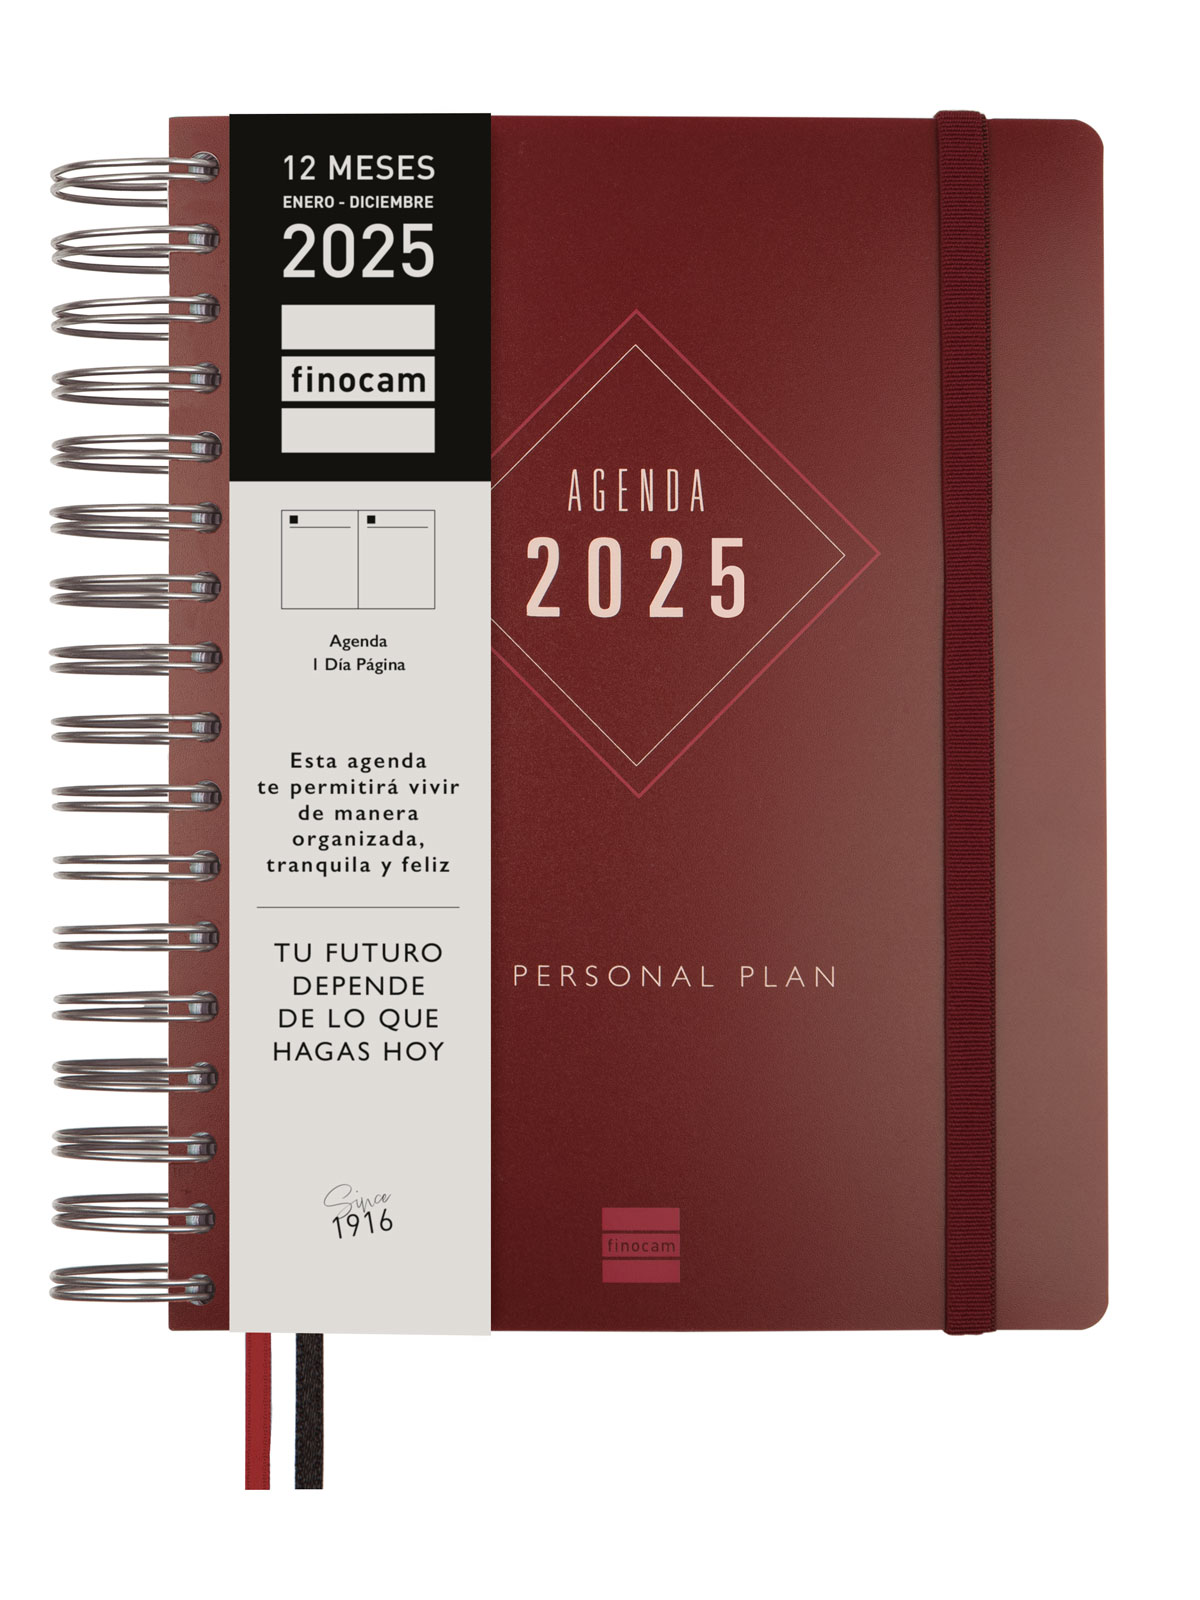 12 MESES
ENERO - DICIEMBRE
2025
finocam
Agenda
1 Día Página
Esta agenda
te permitirá vivir
de manera
organizada,
tranquila y feliz
TU FUTURO
DEPENDE
DE LO QUE
HAGAS HOY
Since
1916
AGENDA
2025
PERSONAL PLAN
finocam